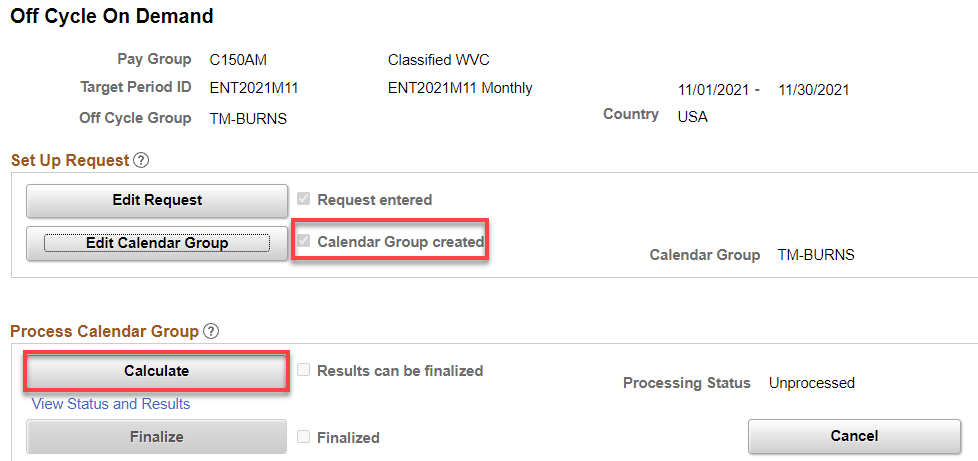 Off Cycle On Demand
Pay Group C150AM Classified WVC
Target Period ID ENT2021M11 ENT2021M11 Monthly 11/01/2021 - 11/30/2021
Off Cycle Group TM-BURNS Country USA
Set Up Request ?
Edit Request Request entered
Edit Calendar Group Calendar Group created
Calendar Group TM-BURNS
Process Calendar Group ?
Calculate Results can be finalized
Processing Status Unprocessed
View Status and Results
Finalize Finalized Cancel